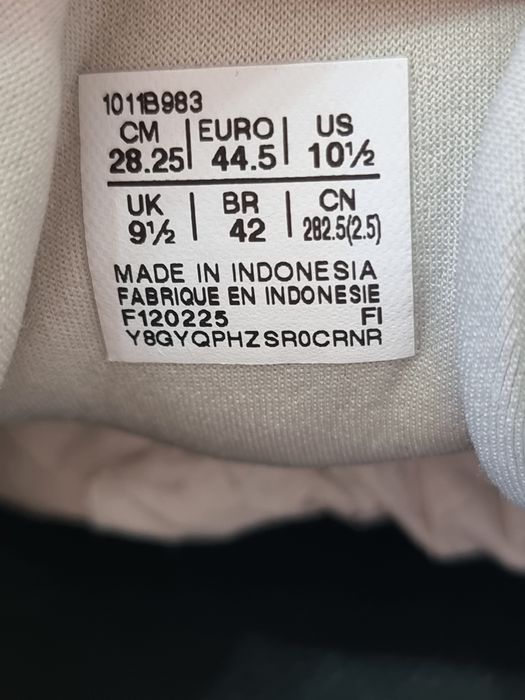 1011B983
CM | EURO | US
28.25 | 44.5 | 10½
UK | BR | CN
9½ | 42 | 282.5(2.5)
MADE IN INDONESIA
FABRIQUE EN INDONESIE
F120225 FI
Y8GYQPHZSR0CRNR